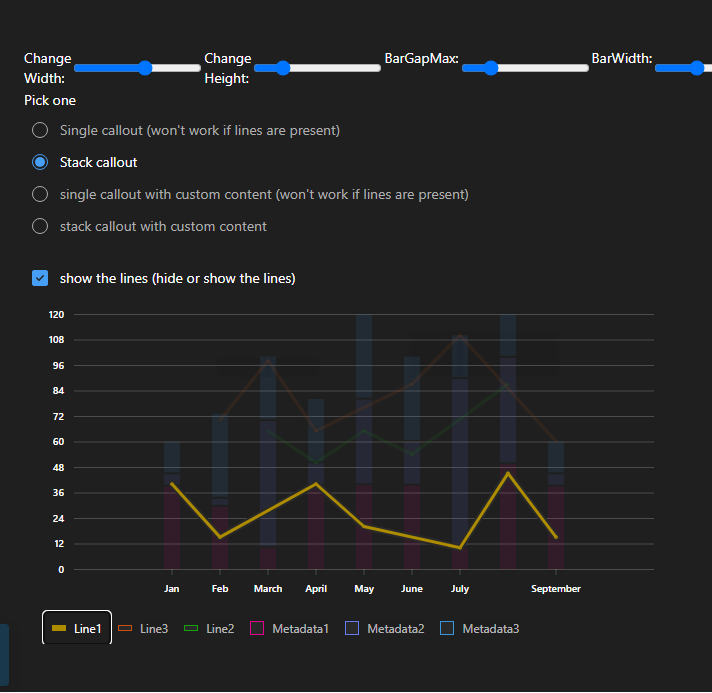 Change Width: Change Height: BarGapMax: BarWidth:
Pick one
Single callout (won't work if lines are present)
Stack callout
single callout with custom content (won't work if lines are present)
stack callout with custom content
show the lines (hide or show the lines)
120
108
96
84
72
60
48
36
24
12
0
Jan Feb March April May June July September
Line1 Line3 Line2 Metadata1 Metadata2 Metadata3